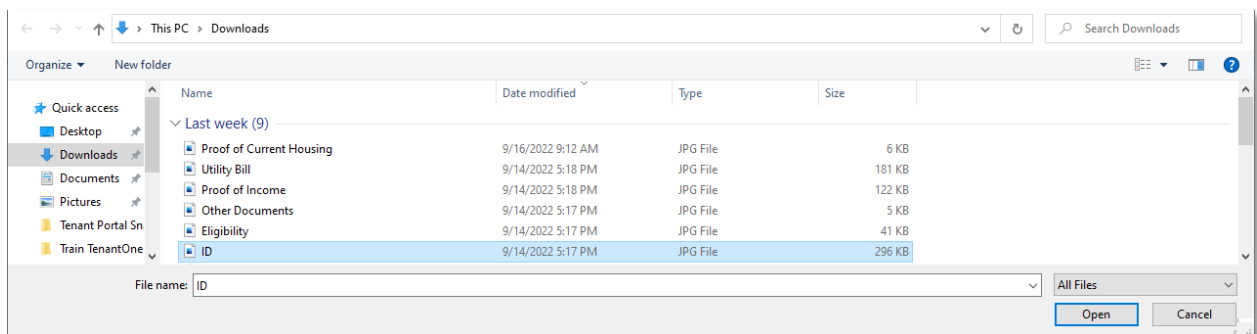 This PC > Downloads
Search Downloads
Organize
New folder
Name Date modified Type Size
Quick access
Desktop
Downloads
Documents
Pictures
Tenant Portal Sn
Train TenantOne
Last week (9)
Proof of Current Housing 9/16/2022 9:12 AM JPG File 6 KB
Utility Bill 9/14/2022 5:18 PM JPG File 181 KB
Proof of Income 9/14/2022 5:18 PM JPG File 122 KB
Other Documents 9/14/2022 5:17 PM JPG File 5 KB
Eligibility 9/14/2022 5:17 PM JPG File 41 KB
ID 9/14/2022 5:17 PM JPG File 296 KB
File name: ID
All Files
Open
Cancel